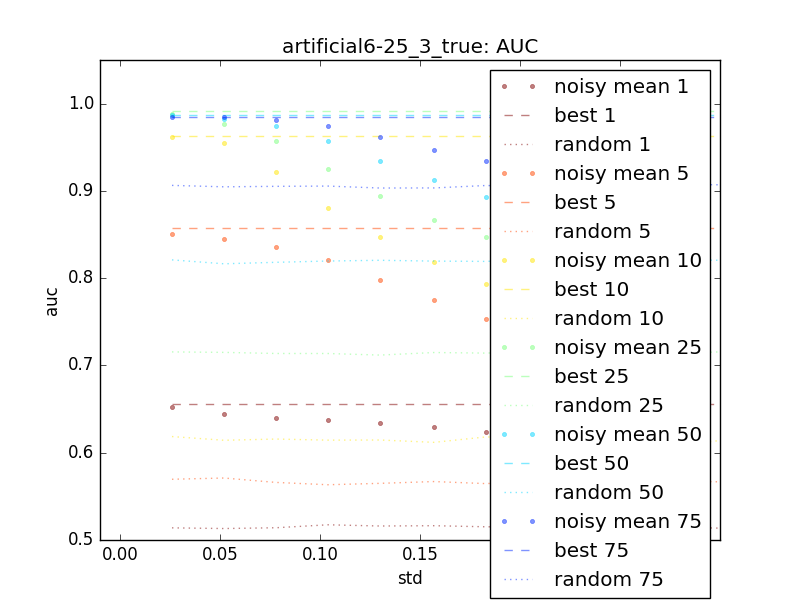 artificial6-25_3_true: AUC
1.0
0.9
0.8
0.7
0.6
0.5
auc
0.00
0.05
0.10
0.15
std
noisy mean 1
best 1
random 1
noisy mean 5
best 5
random 5
noisy mean 10
best 10
random 10
noisy mean 25
best 25
random 25
noisy mean 50
best 50
random 50
noisy mean 75
best 75
random 75